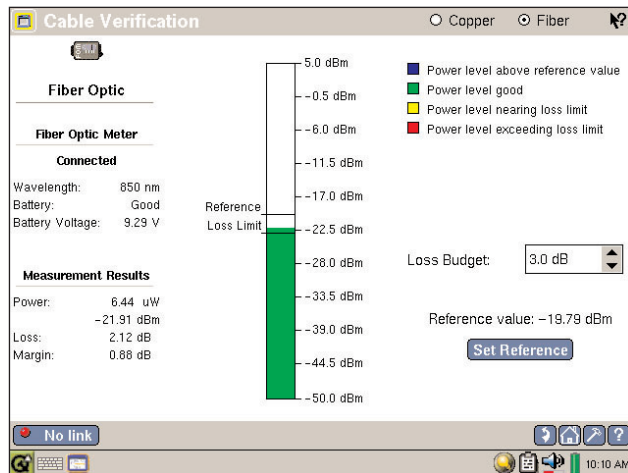 Cable Verification
Copper
Fiber
Fiber Optic
Fiber Optic Meter
Connected
Wavelength: 850 nm
Battery: Good
Battery Voltage: 9.29 V
Measurement Results
Power: 6.44 uW
-21.91 dBm
Loss: 2.12 dB
Margin: 0.88 dB
5.0 dBm
-0.5 dBm
-6.0 dBm
-11.5 dBm
-17.0 dBm
Reference
Loss Limit
-22.5 dBm
-28.0 dBm
-33.5 dBm
-39.0 dBm
-44.5 dBm
-50.0 dBm
Power level above reference value
Power level good
Power level nearing loss limit
Power level exceeding loss limit
Loss Budget: 3.0 dB
Reference value: -19.79 dBm
Set Reference
No link
?
10:10 AM